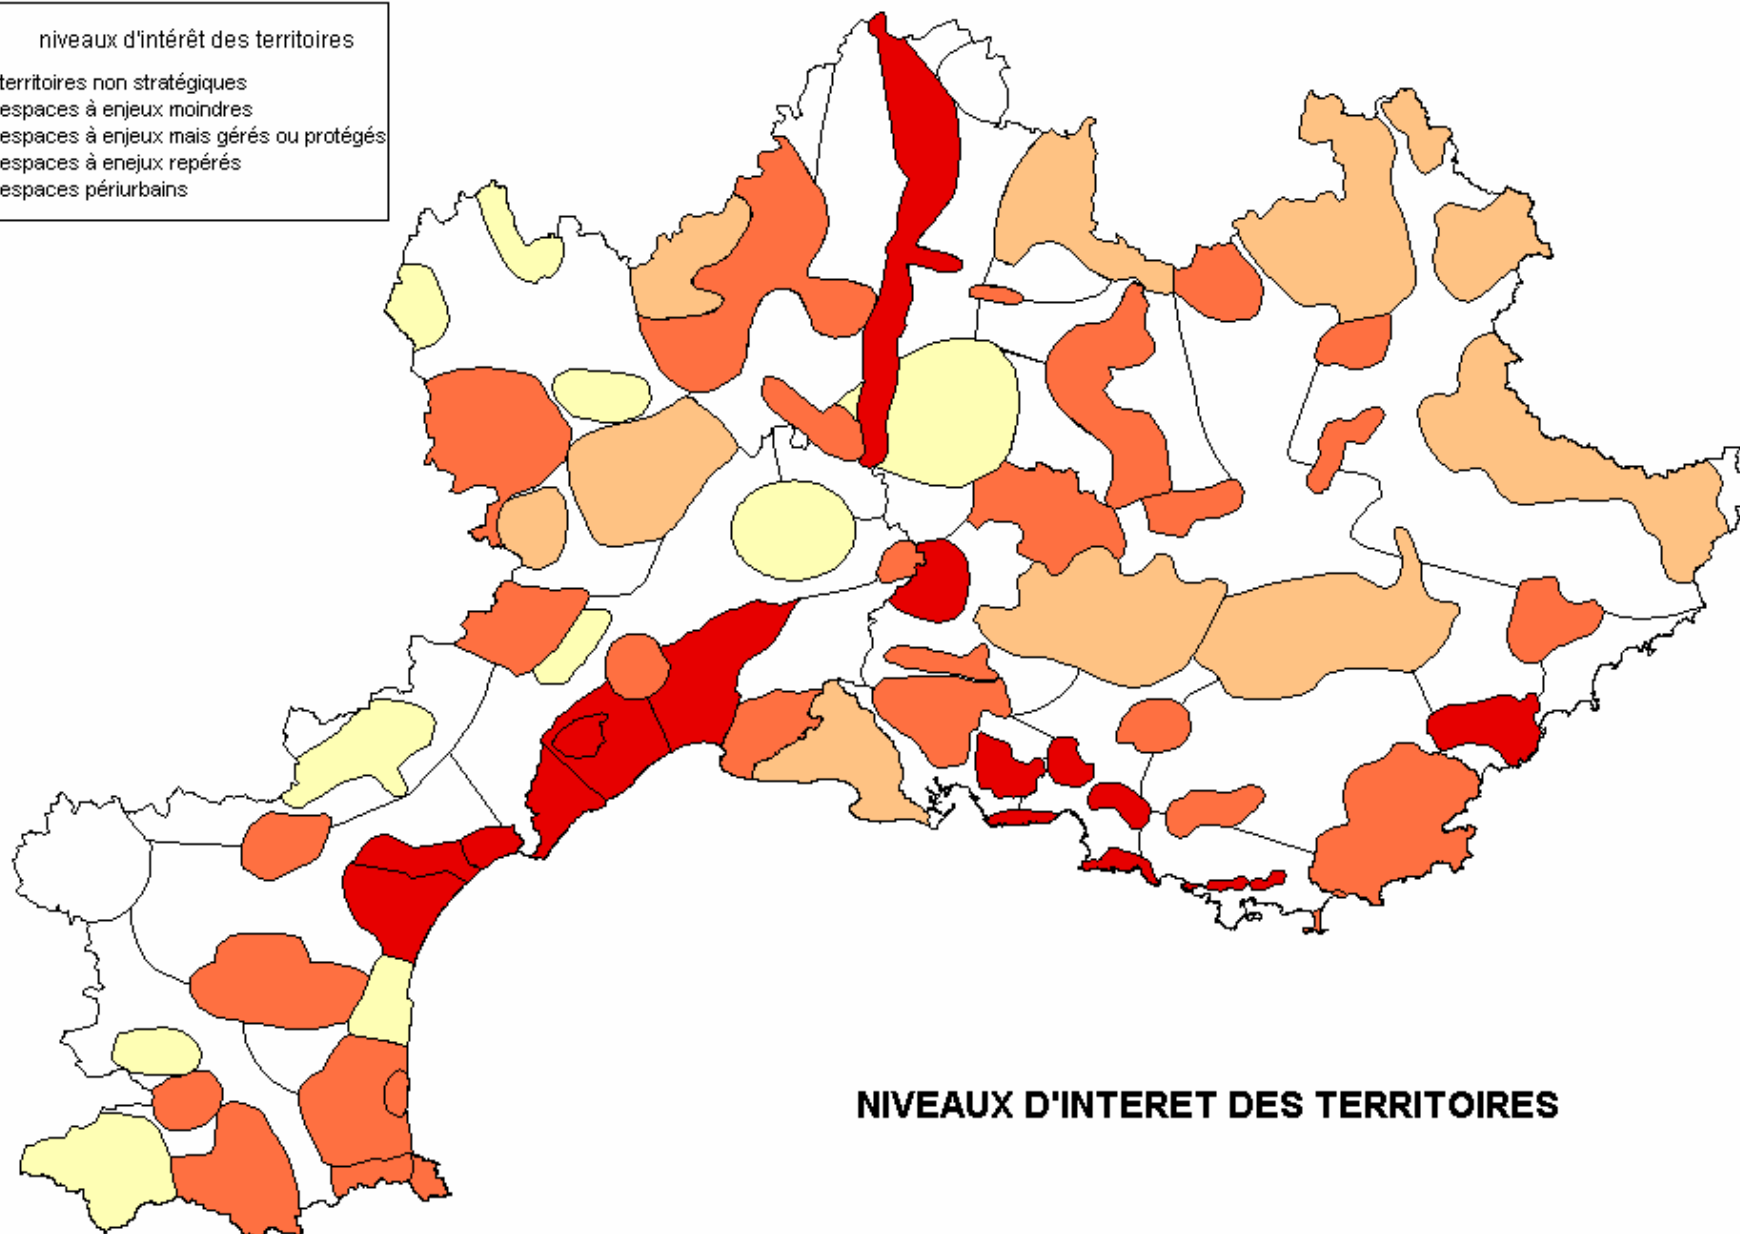 niveaux d'intérêt des territoires
territoires non stratégiques
espaces à enjeux moindres
espaces à enjeux mais gérés ou protégés
espaces à enejux repérés
espaces périurbains
NIVEAUX D'INTERET DES TERRITOIRES